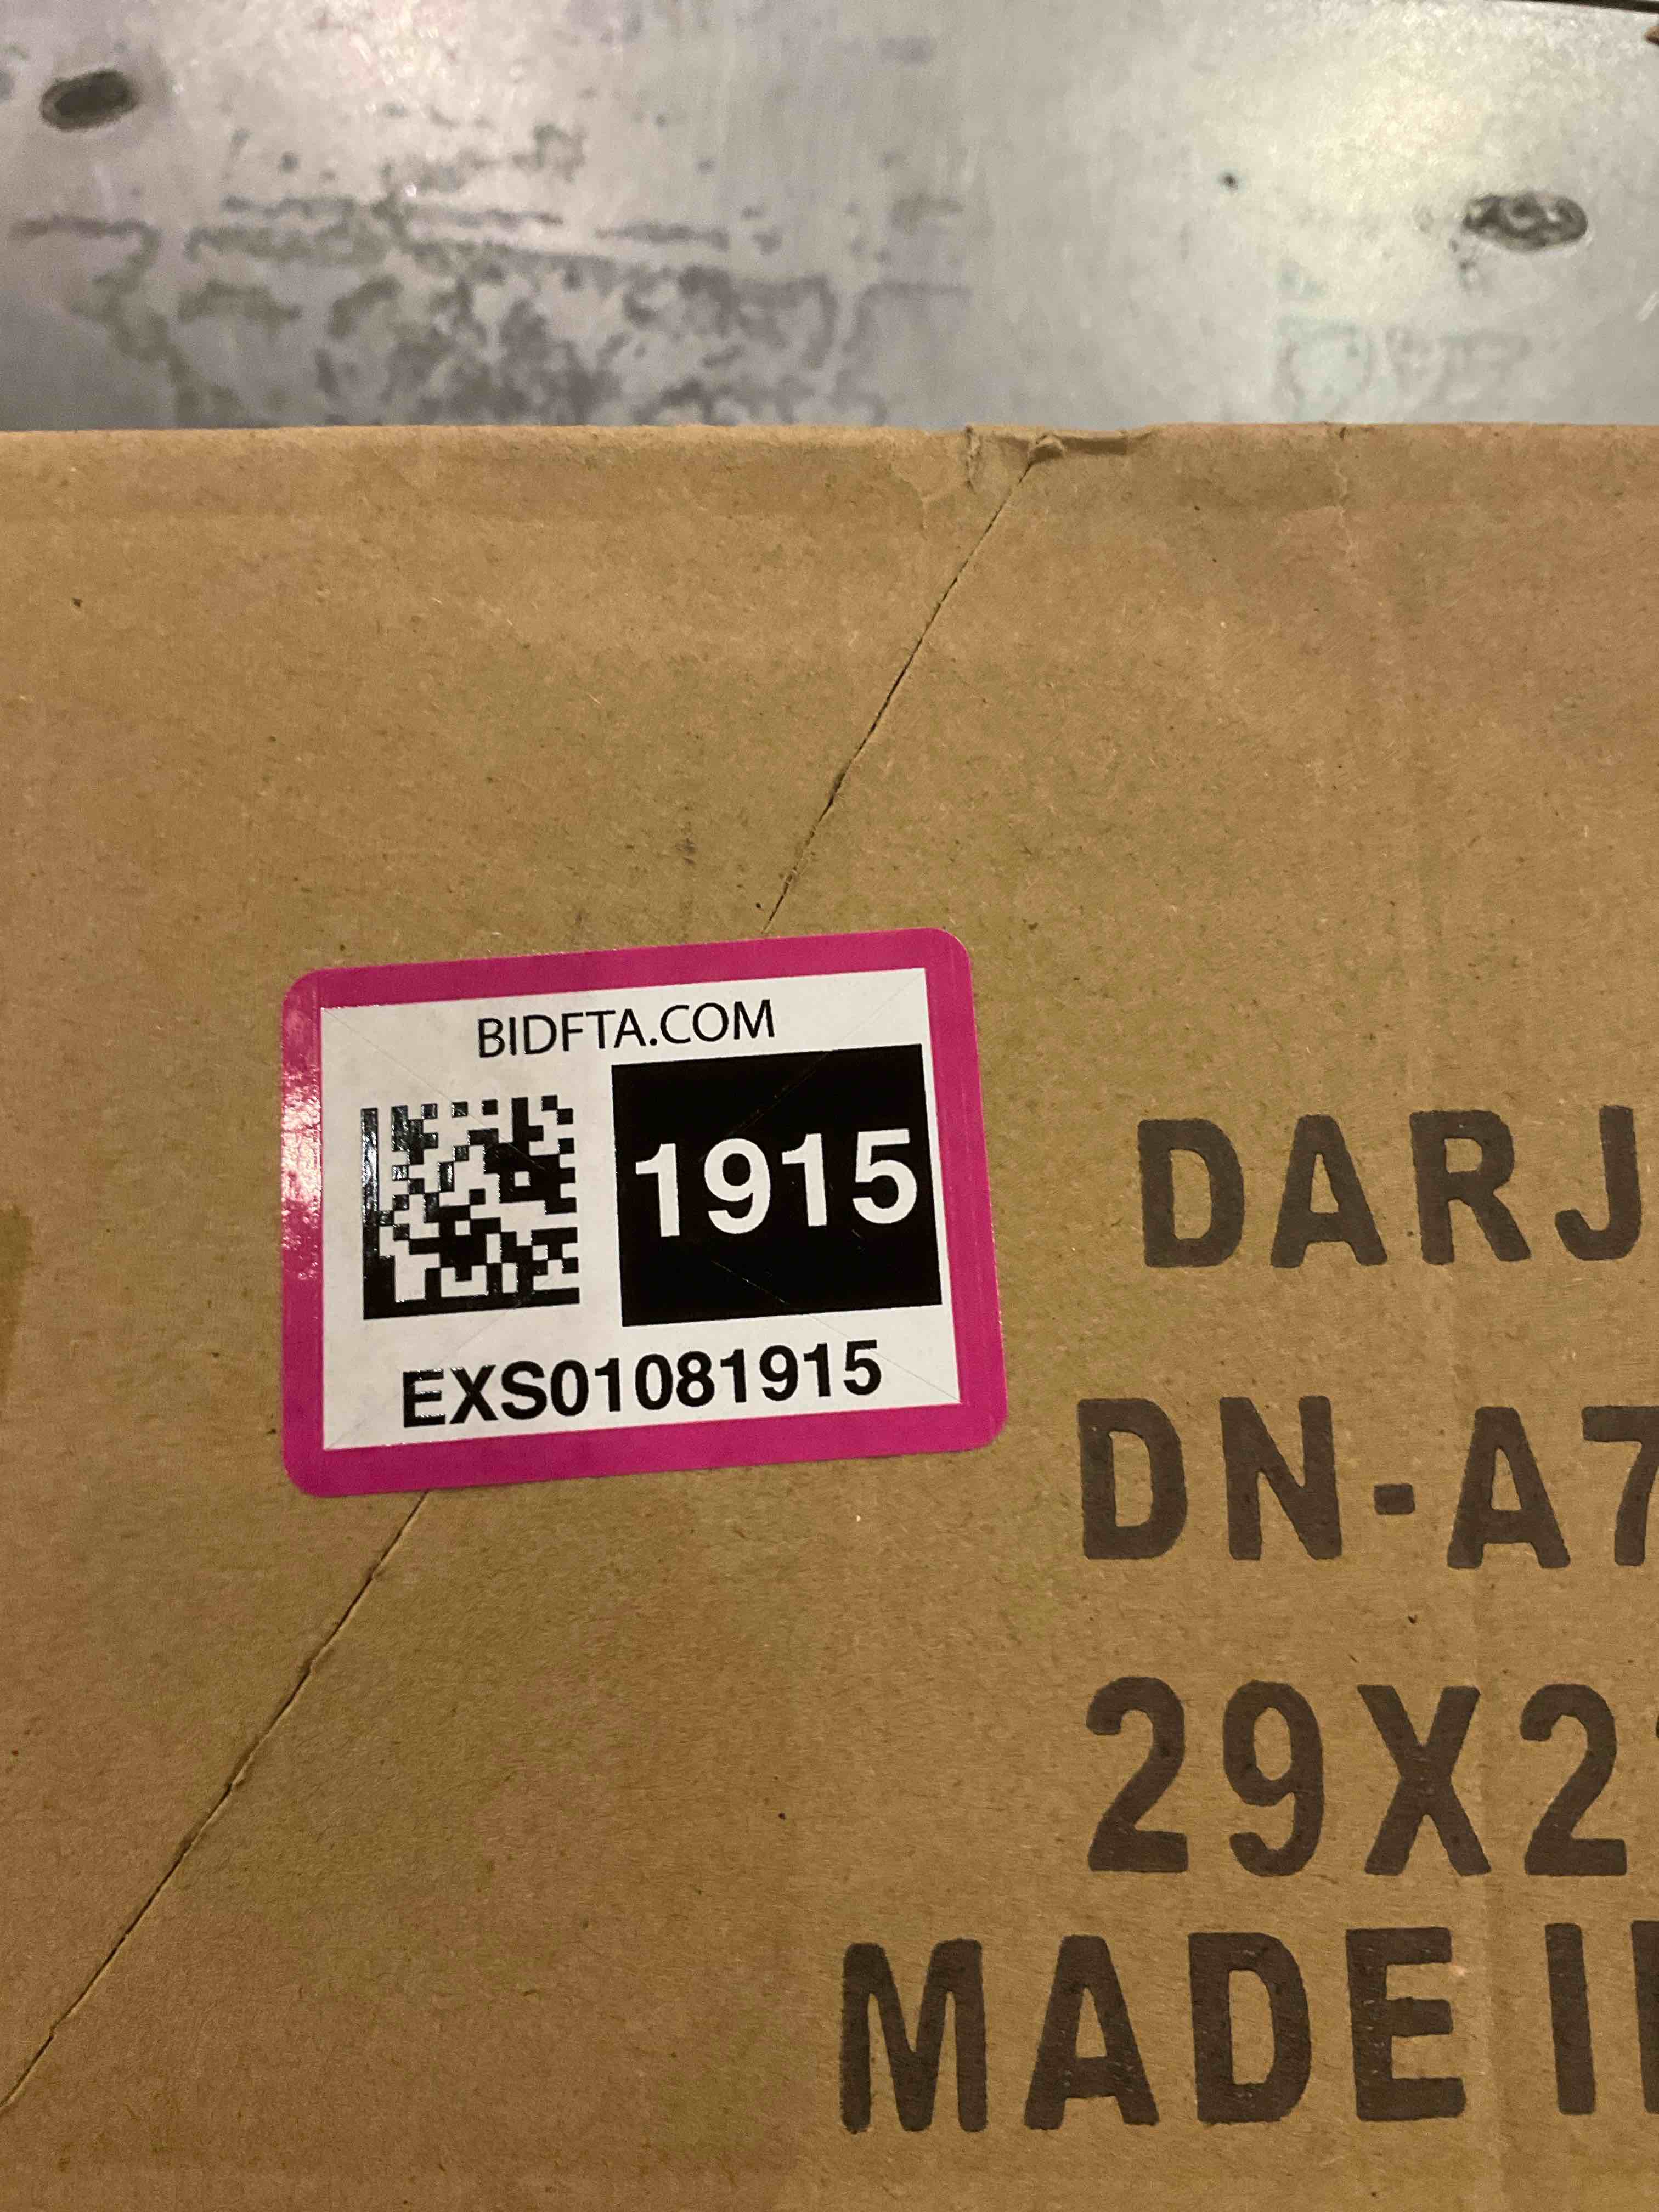 BIDFTA.COM
1915
EXS01081915
DARJ
DN-A7
29X2
MADE I